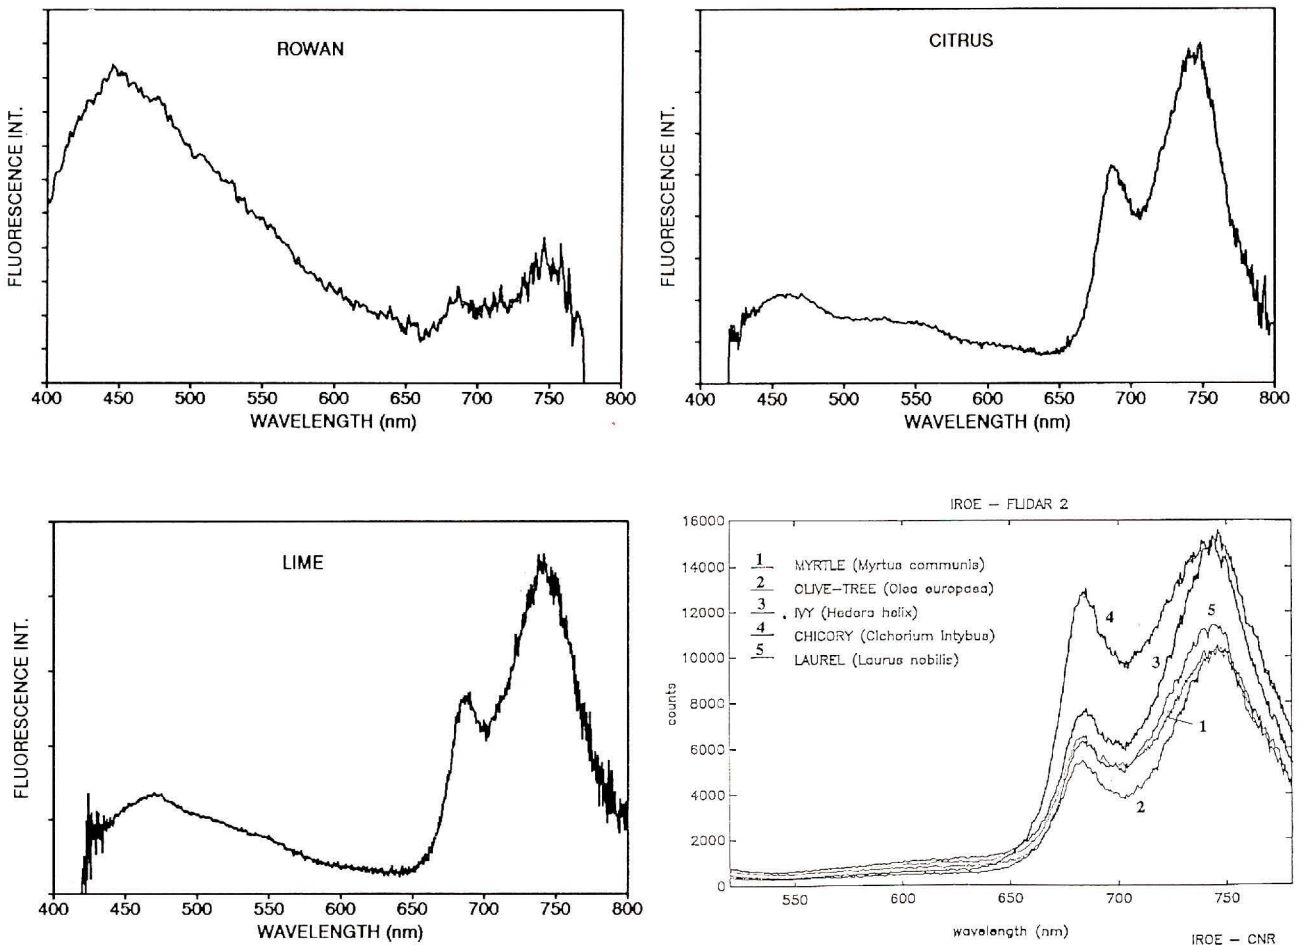 ROWAN
FLUORESCENCE INT.
400 450 500 550 600 650 700 750 800
WAVELENGTH (nm)
CITRUS
FLUORESCENCE INT.
400 450 500 550 600 650 700 750 800
WAVELENGTH (nm)
LIME
FLUORESCENCE INT.
400 450 500 550 600 650 700 750 800
WAVELENGTH (nm)
IROE – FLIDAR 2
16000
14000
12000
10000
8000
6000
4000
2000
0
counts
1 MYRTLE (Myrtus communis)
2 OLIVE–TREE (Olea europaea)
3 IVY (Hedera helix)
4 CHICORY (Cichorium intybus)
5 LAUREL (Laurus nobilis)
4
5
3
1
2
550 600 650 700 750
wavelength (nm)
IROE – CNR